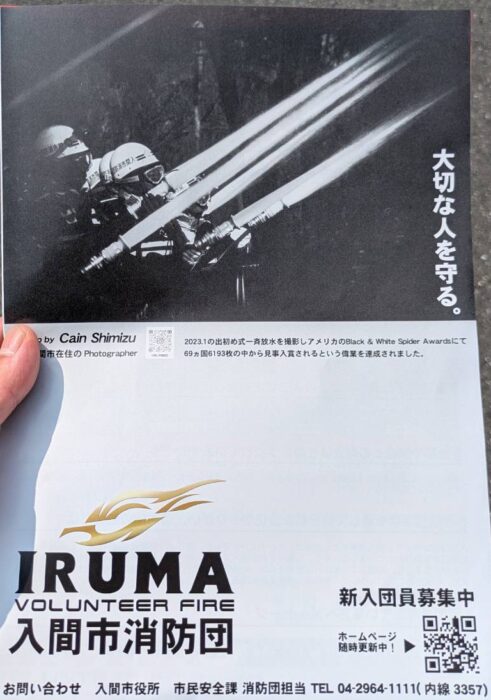 大切な人を守る。
by Cain Shimizu
市在住の Photographer
2023.1の出初め式一斉放水を撮影しアメリカのBlack & White Spider Awardsにて
69ヵ国6193枚の中から見事入賞されるという偉業を達成されました。
IRUMA
VOLUNTEER FIRE
入間市消防団
新入団員募集中
ホームページ
随時更新中！
お問い合わせ 入間市役所 市民安全課 消防団担当 TEL 04-2964-1111(内線 3357)